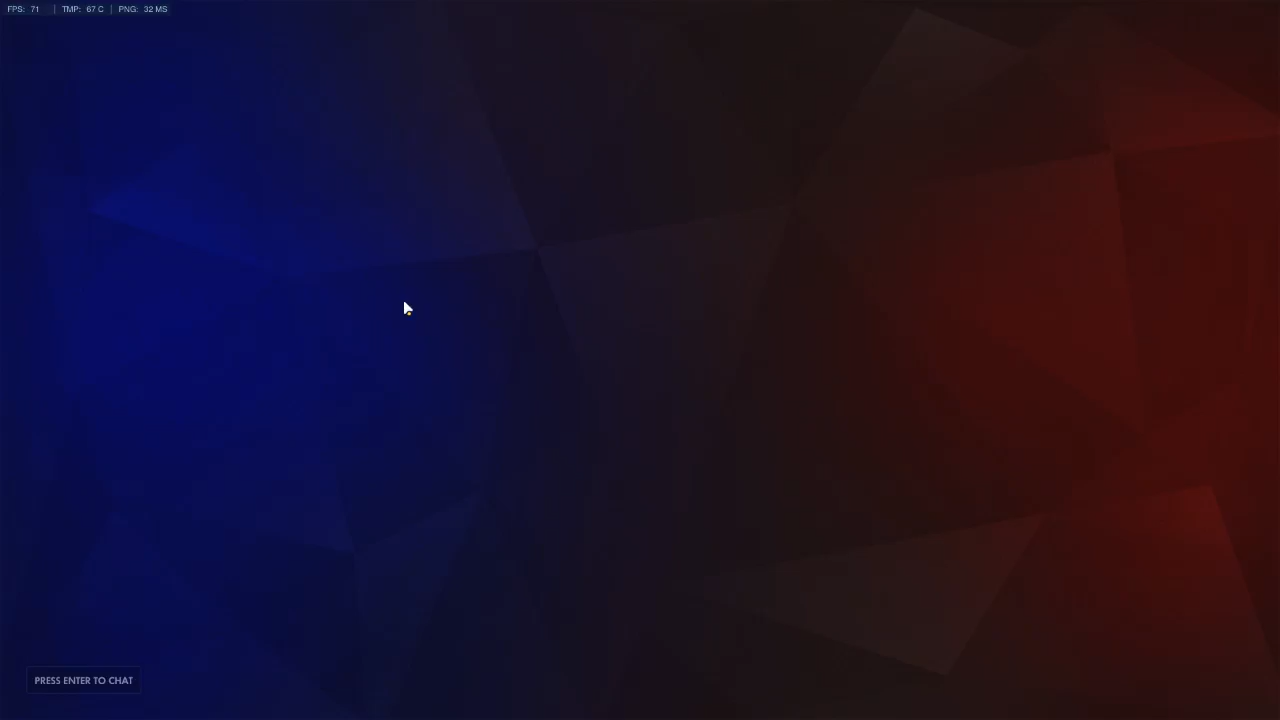 FPS: 71 | TMP: 67 C | PNG: 32 MS
PRESS ENTER TO CHAT